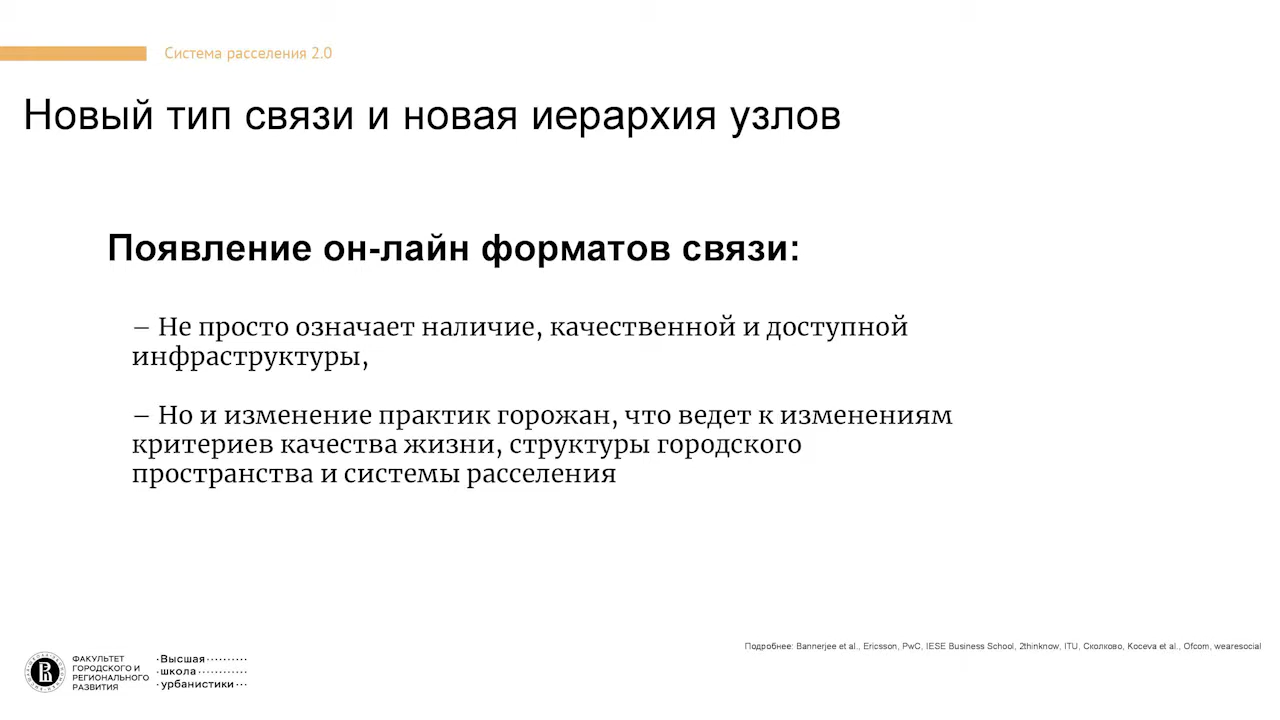 Система расселения 2.0
Новый тип связи и новая иерархия узлов
Появление он-лайн форматов связи:
– Не просто означает наличие, качественной и доступной
инфраструктуры,
– Но и изменение практик горожан, что ведет к изменениям
критериев качества жизни, структуры городского
пространства и системы расселения
Подробнее: Bannerjee et al., Ericsson, PwC, IESE Business School, 2thinknow, ITU, Сколково, Koceva et al., Ofcom, wearesocial
ФАКУЛЬТЕТ
ГОРОДСКОГО И
РЕГИОНАЛЬНОГО
РАЗВИТИЯ
·Высшая··········
·школа············
·урбанистики···